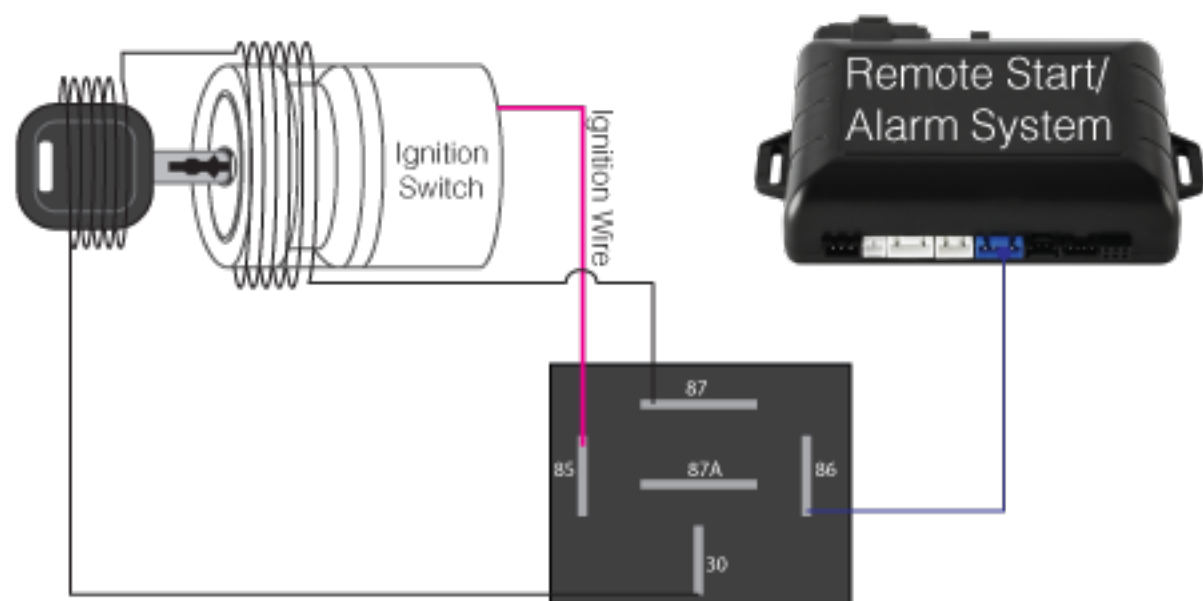 Remote Start/
Alarm System
Ignition
Switch
Ignition Wire
87
85
87A
86
30